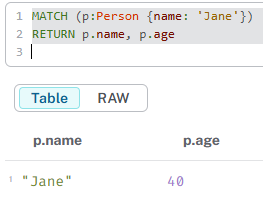 1 MATCH (p:Person {name: 'Jane'})
2 RETURN p.name, p.age
3
Table RAW
p.name p.age
1 "Jane" 40